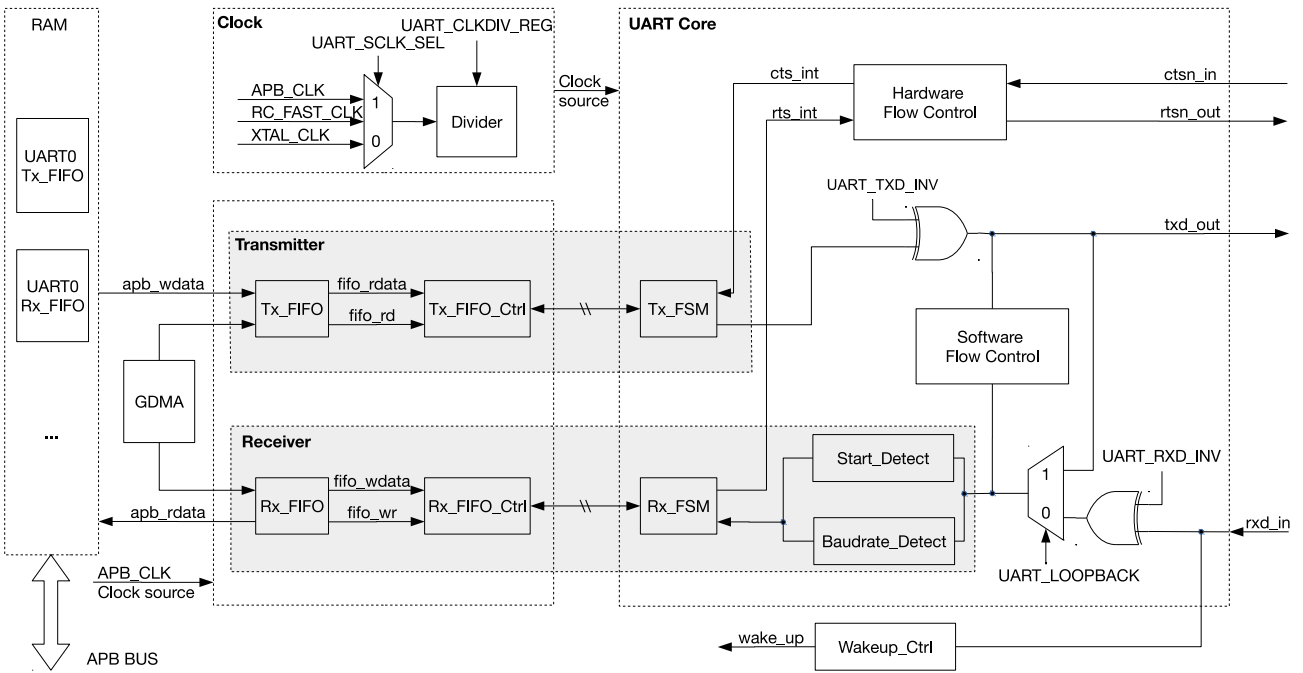 RAM
UART0
Tx_FIFO
UART0
Rx_FIFO
...
APB BUS
Clock
UART_CLKDIV_REG
UART_SCLK_SEL
APB_CLK
RC_FAST_CLK
XTAL_CLK
1
0
Divider
Clock
source
UART Core
cts_int
rts_int
Hardware
Flow Control
ctsn_in
rtsn_out
UART_TXD_INV
txd_out
Transmitter
apb_wdata
Tx_FIFO
fifo_rdata
fifo_rd
Tx_FIFO_Ctrl
Tx_FSM
Software
Flow Control
GDMA
Receiver
apb_rdata
Rx_FIFO
fifo_wdata
fifo_wr
Rx_FIFO_Ctrl
Rx_FSM
Start_Detect
Baudrate_Detect
1
0
UART_RXD_INV
rxd_in
UART_LOOPBACK
APB_CLK
Clock source
wake_up
Wakeup_Ctrl